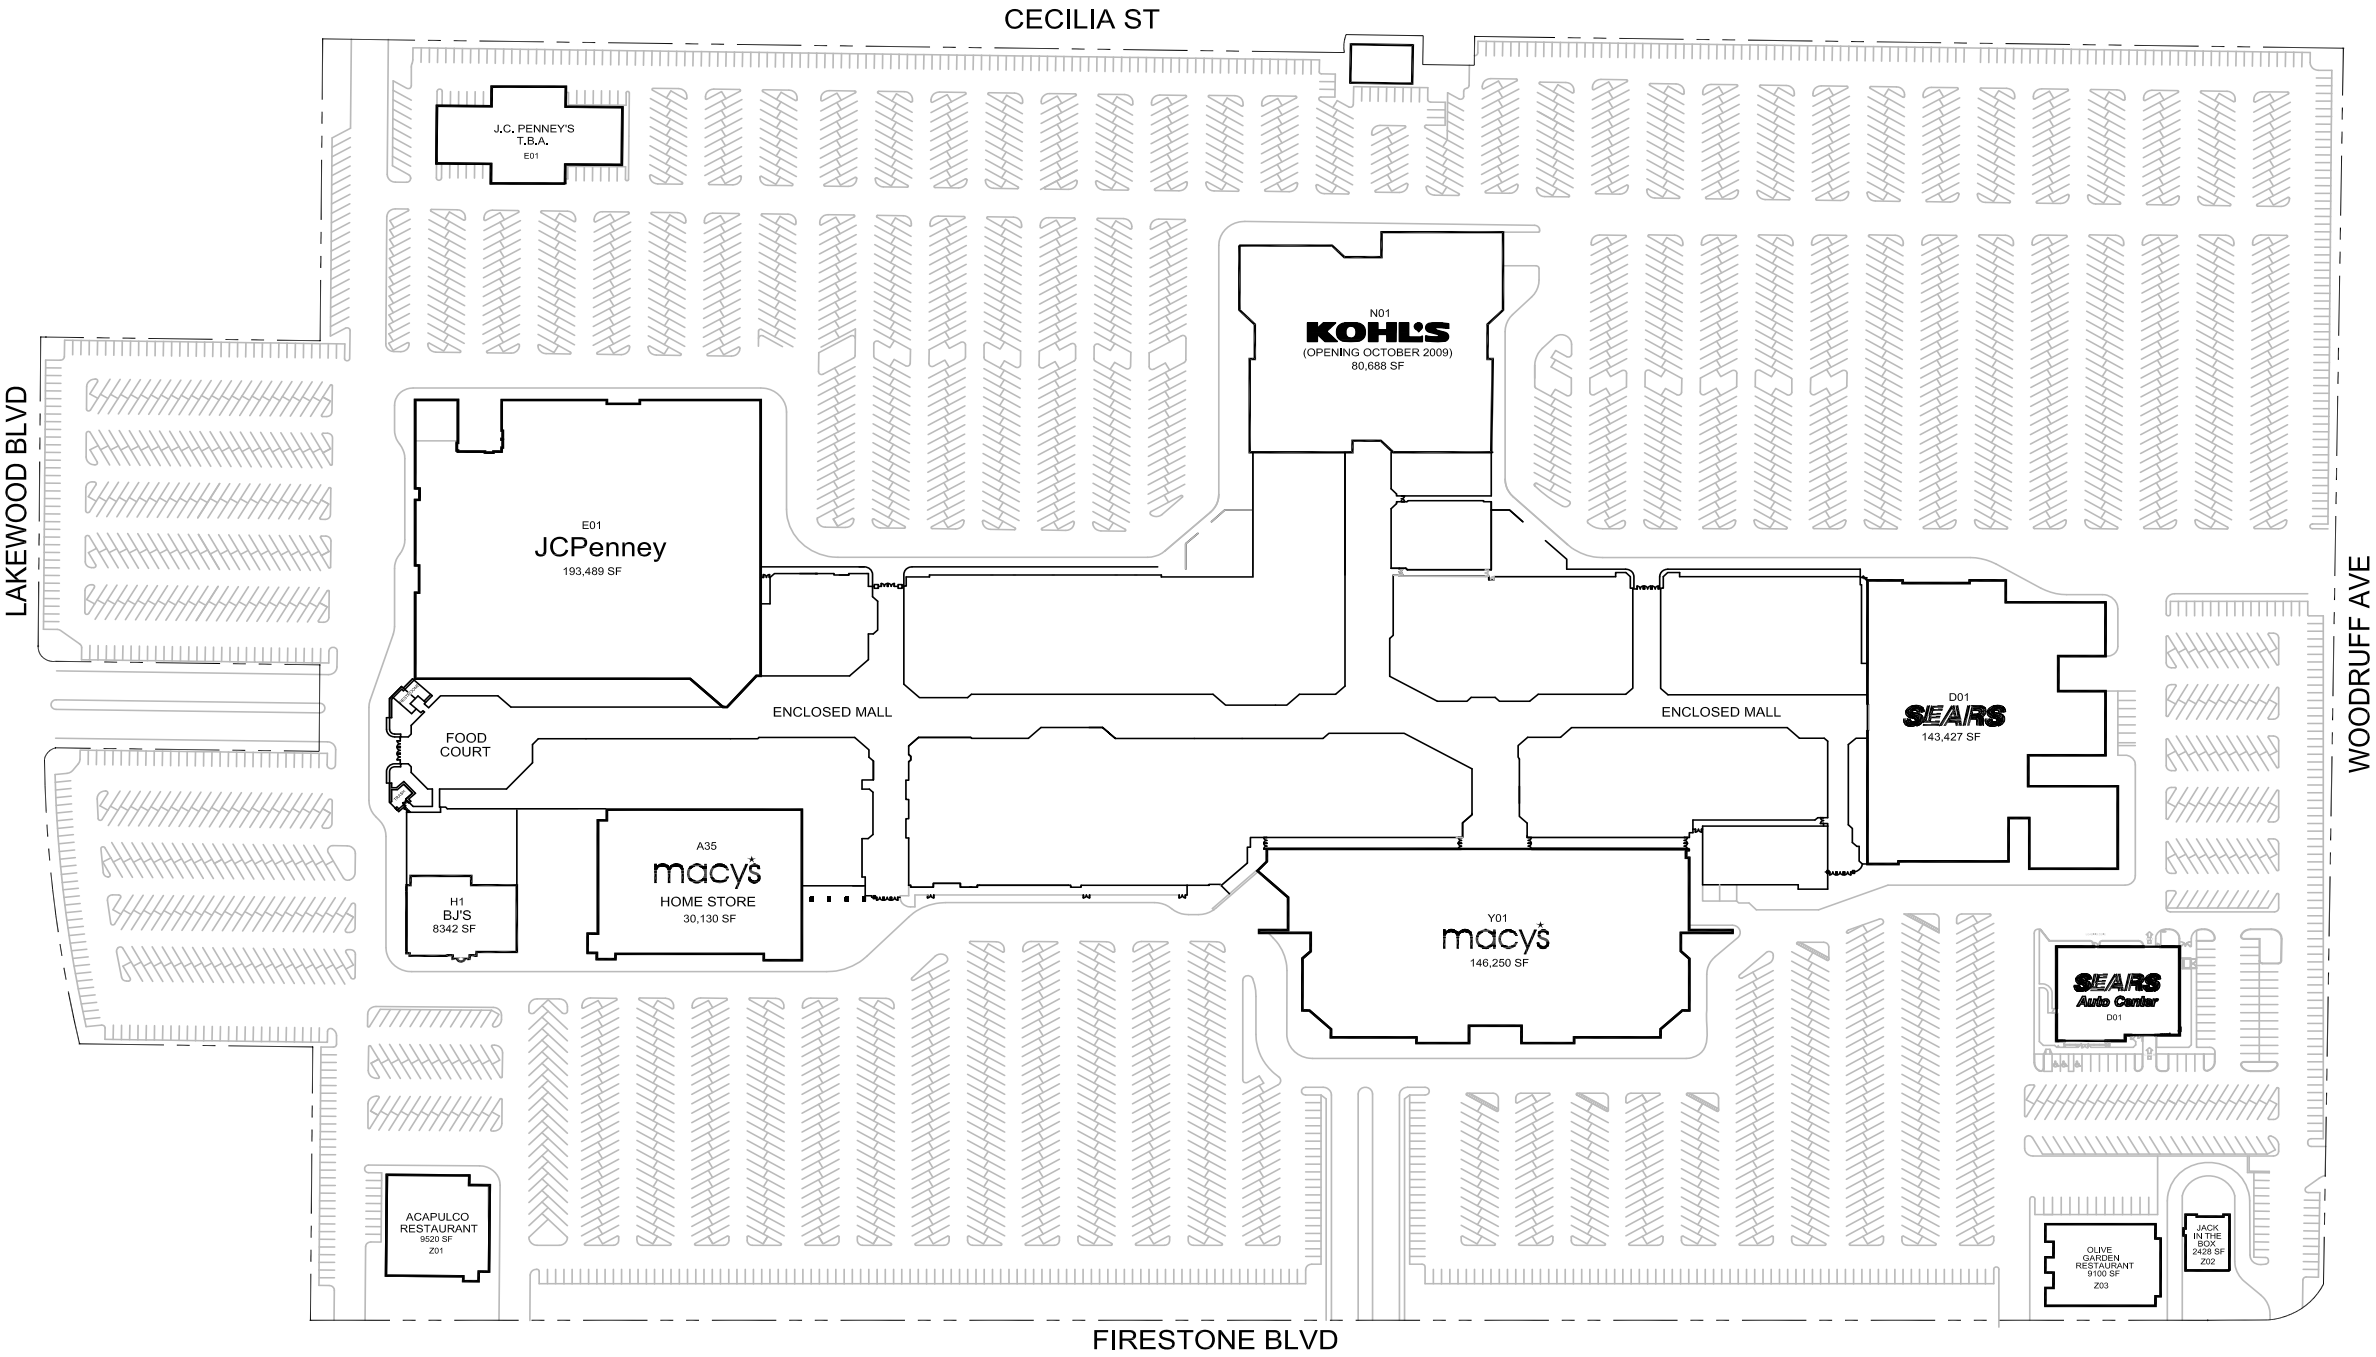 CECILIA ST
J.C. PENNEY'S
T.B.A.
E01
N01
KOHL'S
(OPENING OCTOBER 2009)
80,688 SF
LAKEWOOD BLVD
E01
JCPenney
193,489 SF
WOODRUFF AVE
ENCLOSED MALL
ENCLOSED MALL
D01
SEARS
143,427 SF
FOOD
COURT
A35
macy's
HOME STORE
30,130 SF
H1
BJ'S
8342 SF
Y01
macy's
146,250 SF
SEARS
Auto Center
D01
ACAPULCO
RESTAURANT
9520 SF
Z01
OLIVE
GARDEN
RESTAURANT
9100 SF
Z03
JACK
IN THE
BOX
2428 SF
Z02
FIRESTONE BLVD